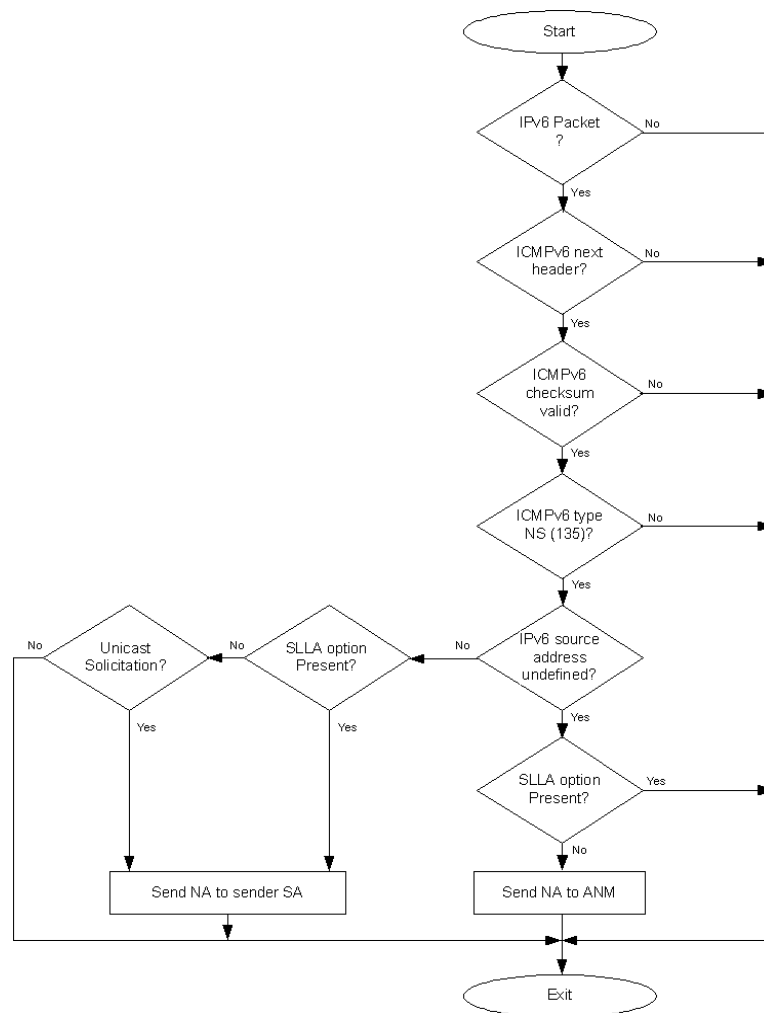 Start
IPv6 Packet
?
No
Yes
ICMPv6 next
header?
No
Yes
ICMPv6
checksum
valid?
No
Yes
ICMPv6 type
NS (135)?
No
Yes
IPv6 source
address
undefined?
No
Yes
SLLA option
Present?
No
Yes
Unicast
Solicitation?
No
Yes
SLLA option
Present?
Yes
No
Send NA to sender SA
Send NA to ANM
Exit